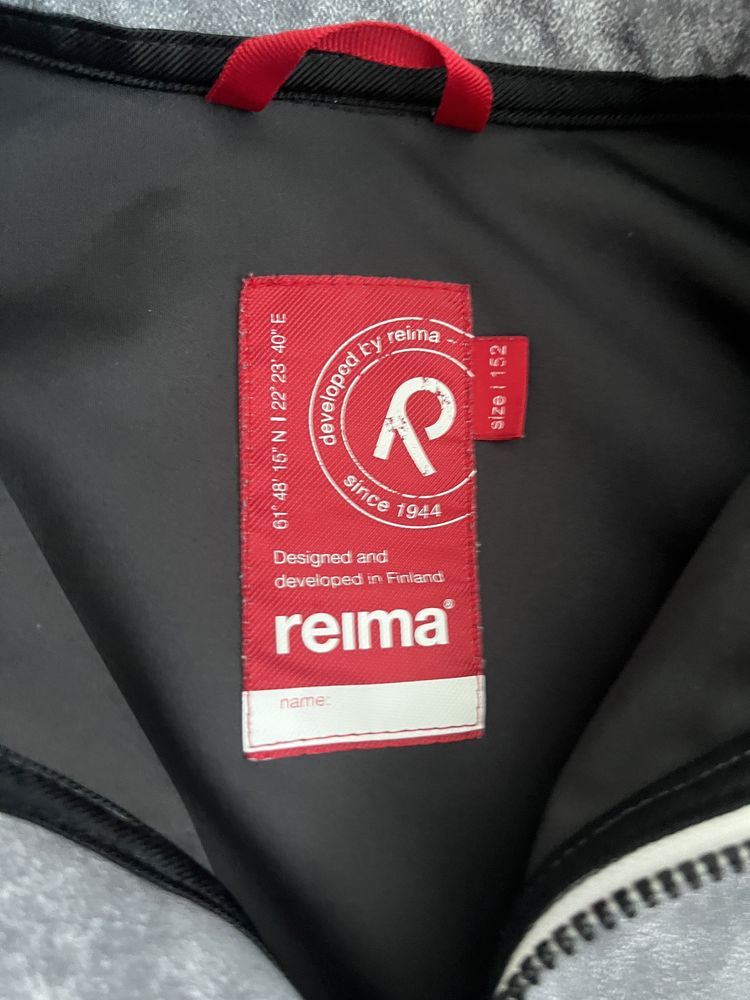 61° 48' 15" N | 22° 23' 40" E
developed by reima
since 1944
size | 152
Designed and
developed in Finland
reima®
name: